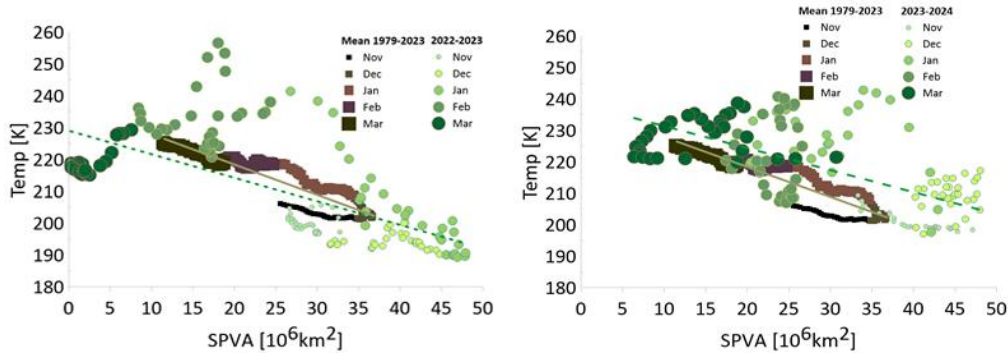 Mean 1979-2023 2022-2023
Nov Nov
Dec Dec
Jan Jan
Feb Feb
Mar Mar
Temp [K]
260
250
240
230
220
210
200
190
180
0 5 10 15 20 25 30 35 40 45 50
SPVA [10⁶km²]
Mean 1979-2023 2023-2024
Nov Nov
Dec Dec
Jan Jan
Feb Feb
Mar Mar
Temp [K]
260
250
240
230
220
210
200
190
180
0 5 10 15 20 25 30 35 40 45 50
SPVA [10⁶km²]